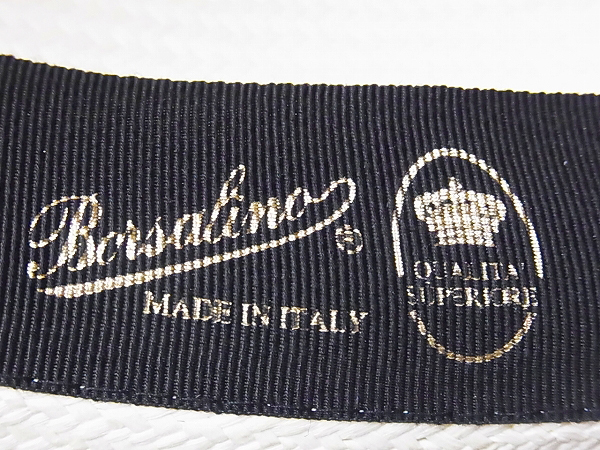 Borsalino ®
MADE IN ITALY
QUALITA'
SUPERIORE